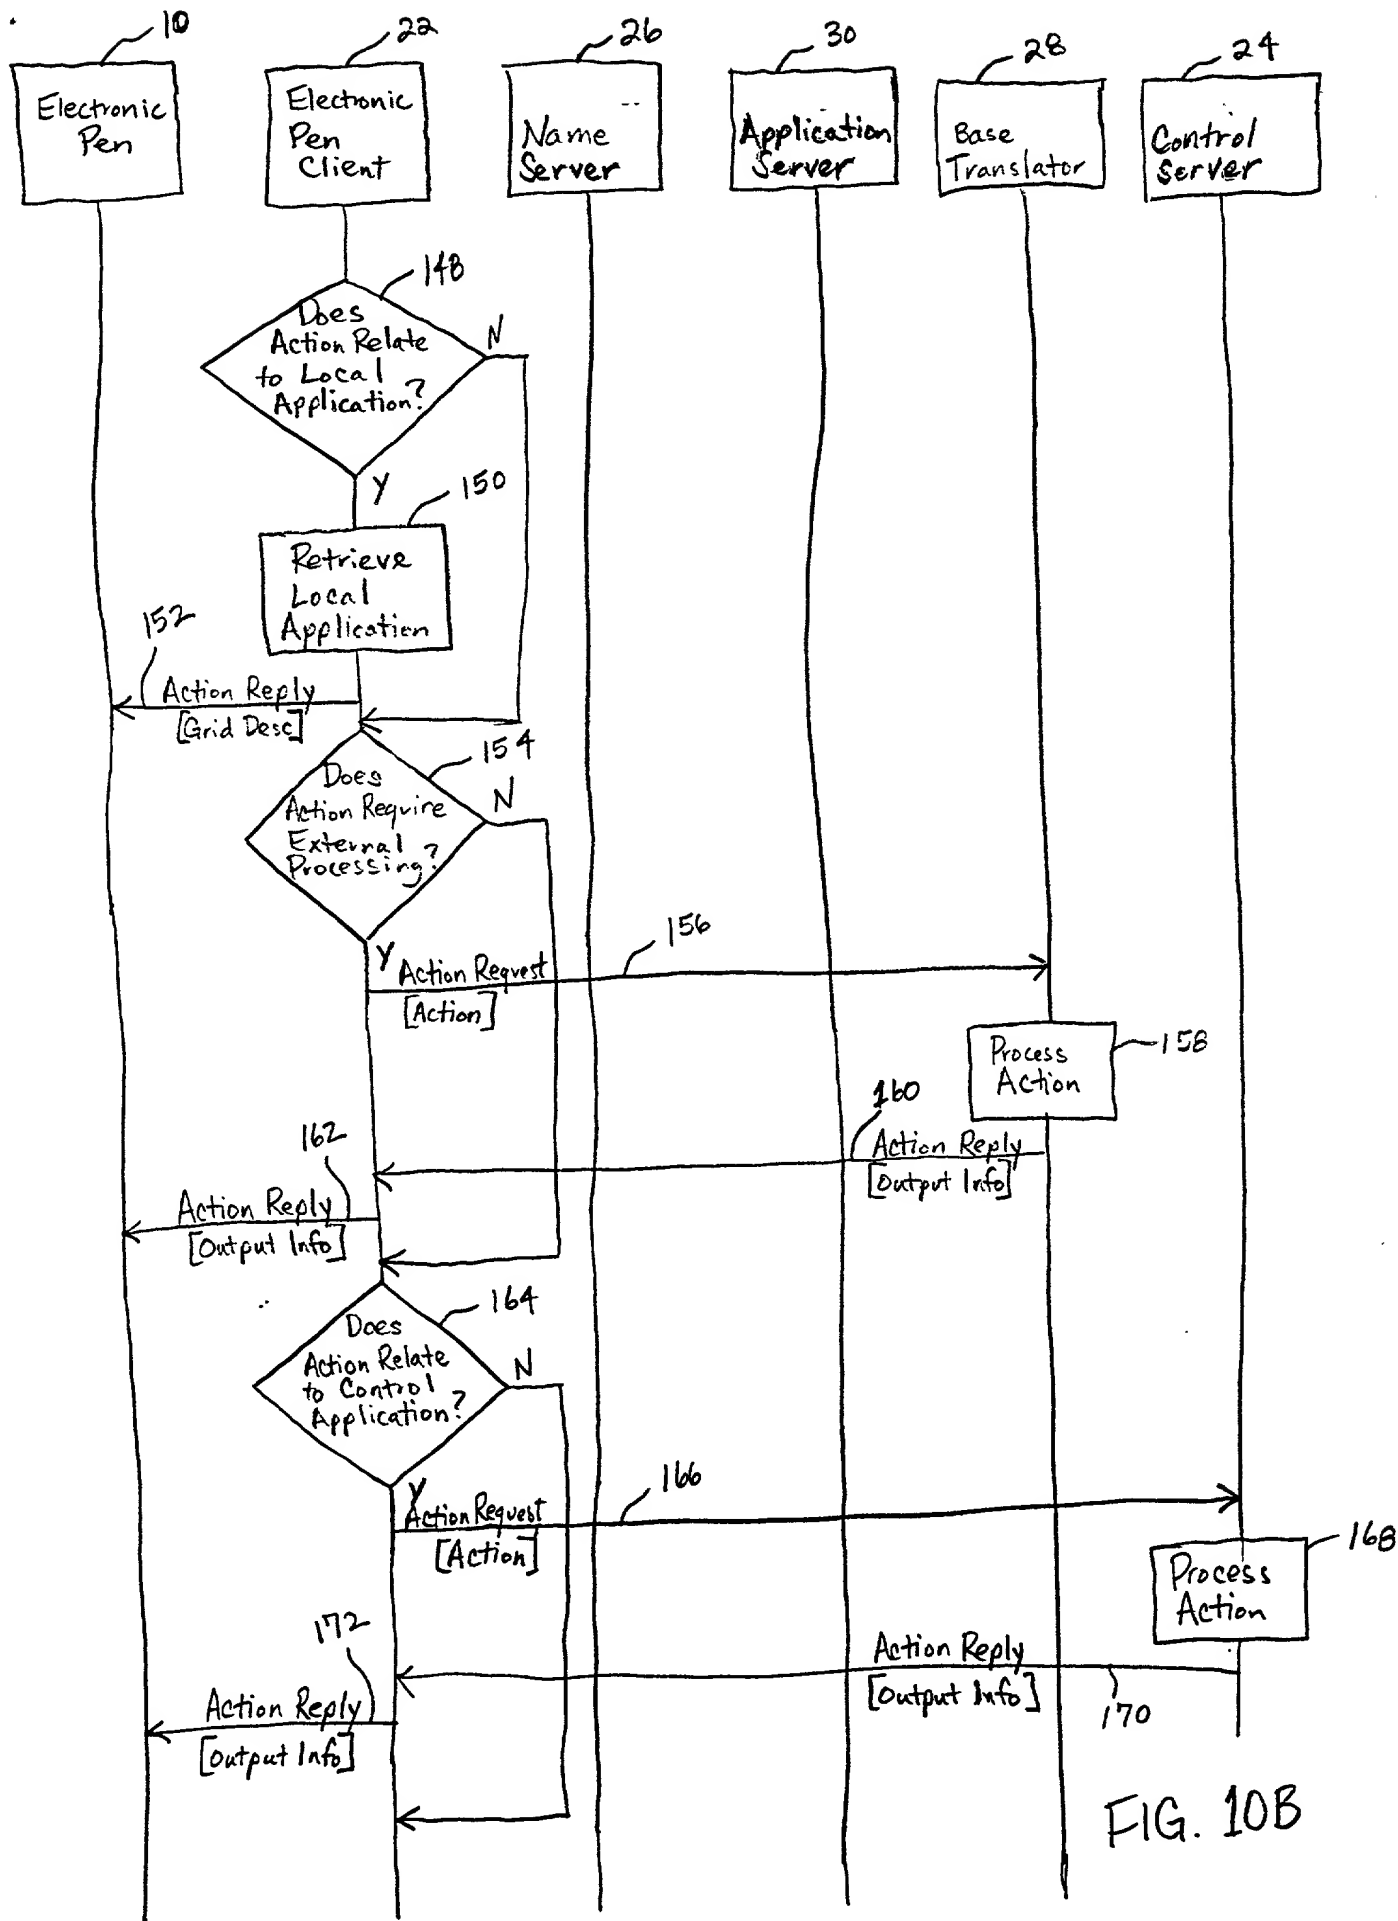 10
22
26
30
28
24
Electronic
Pen
Electronic
Pen
Client
Name
Server
Application
Server
Base
Translator
Control
Server
148
Does
Action Relate
to Local
Application?
N
Y
150
Retrieve
Local
Application
152
Action Reply
[Grid Desc]
154
Does
Action Require
External
Processing?
N
Y
156
Action Request
[Action]
158
Process
Action
160
Action Reply
[Output Info]
162
Action Reply
[Output Info]
164
Does
Action Relate
to Control
Application?
N
Y
166
Action Request
[Action]
168
Process
Action
Action Reply
[Output Info]
170
172
Action Reply
[Output Info]
FIG. 10B